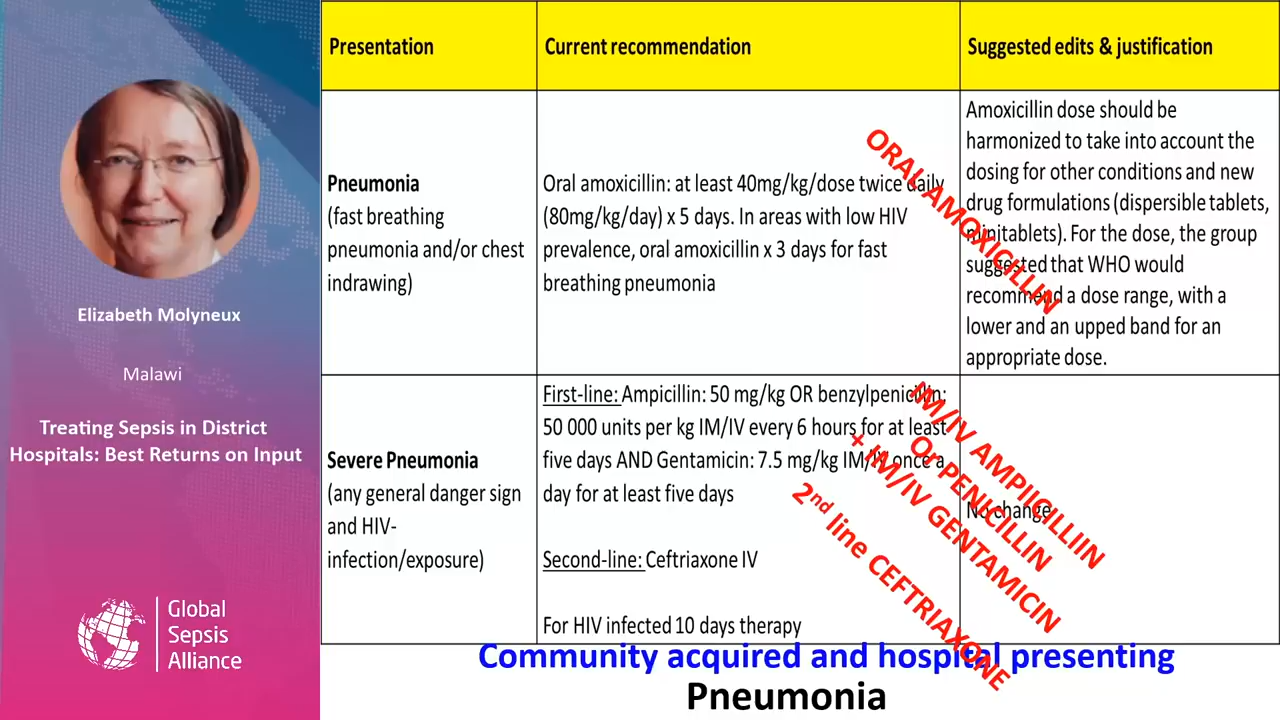 Elizabeth Molyneux
Malawi
Treating Sepsis in District
Hospitals: Best Returns on Input
Global
Sepsis
Alliance
Presentation
Current recommendation
Suggested edits & justification
Pneumonia
(fast breathing
pneumonia and/or chest
indrawing)
Oral amoxicillin: at least 40mg/kg/dose twice daily
(80mg/kg/day) x 5 days. In areas with low HIV
prevalence, oral amoxicillin x 3 days for fast
breathing pneumonia
Amoxicillin dose should be
harmonized to take into account the
dosing for other conditions and new
drug formulations (dispersible tablets,
minitablets). For the dose, the group
suggested that WHO would
recommend a dose range, with a
lower and an upped band for an
appropriate dose.
ORAL AMOXICILLIN
Severe Pneumonia
(any general danger sign
and HIV-
infection/exposure)
First-line: Ampicillin: 50 mg/kg OR benzylpenicillin:
50 000 units per kg IM/IV every 6 hours for at least
five days AND Gentamicin: 7.5 mg/kg IM/IV once a
day for at least five days
Second-line: Ceftriaxone IV
For HIV infected 10 days therapy
No change
IM/IV AMPIICILLIIN
Or PENICILLIN
+ IM/IV GENTAMICIN
2nd line CEFTRIAXONE
Community acquired and hospital presenting
Pneumonia